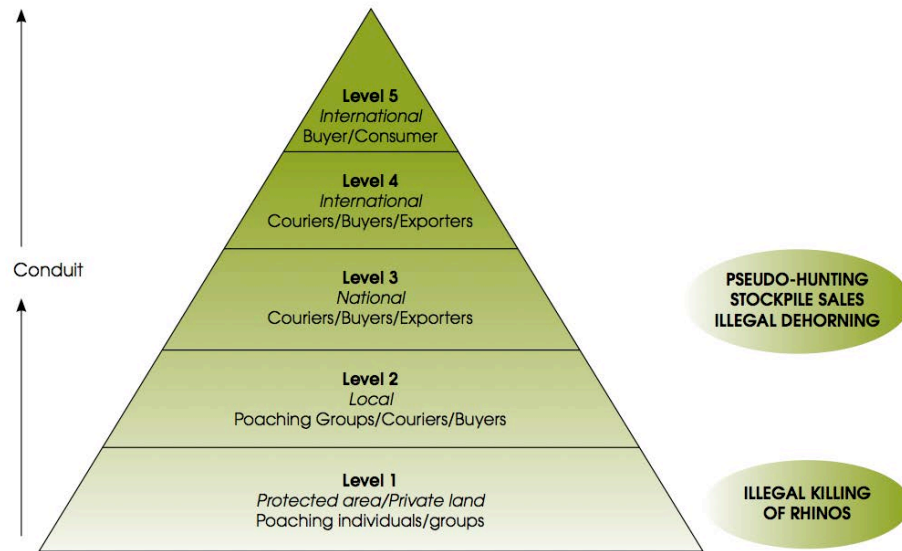 Level 5
International
Buyer/Consumer
Level 4
International
Couriers/Buyers/Exporters
Conduit
Level 3
National
Couriers/Buyers/Exporters
PSEUDO-HUNTING
STOCKPILE SALES
ILLEGAL DEHORNING
Level 2
Local
Poaching Groups/Couriers/Buyers
Level 1
Protected area/Private land
Poaching individuals/groups
ILLEGAL KILLING
OF RHINOS